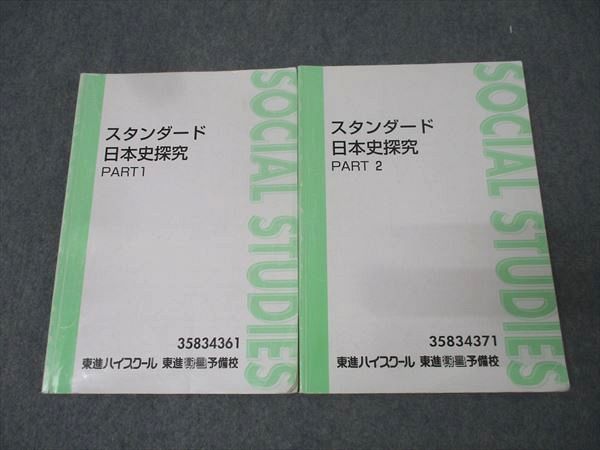 スタンダード
日本史探究
PART1
SOCIAL STUDIES
35834361
東進ハイスクール 東進衛星予備校
スタンダード
日本史探究
PART 2
SOCIAL STUDIES
35834371
東進ハイスクール 東進衛星予備校